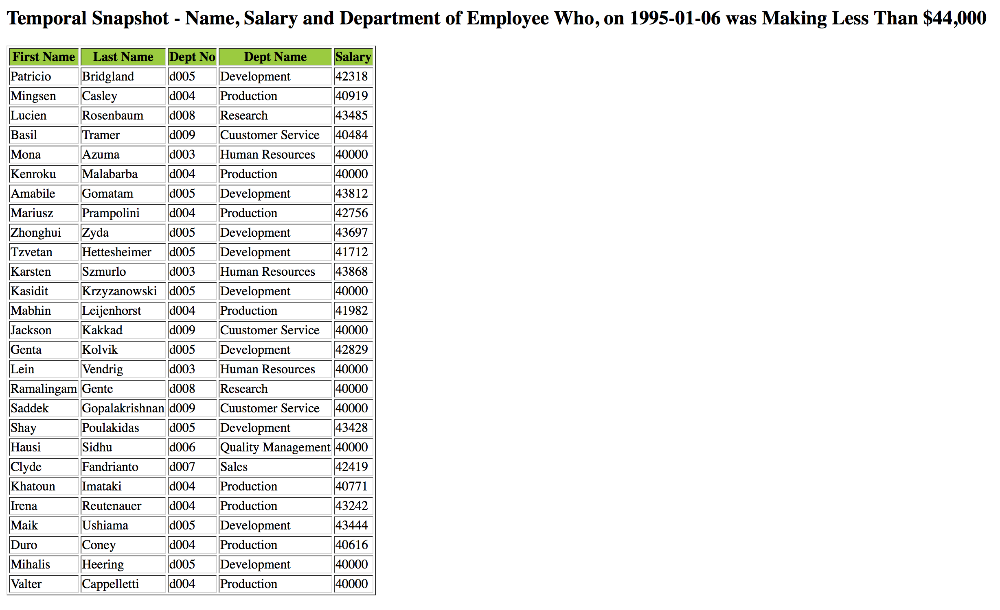 Temporal Snapshot - Name, Salary and Department of Employee Who, on 1995-01-06 was Making Less Than $44,000
First Name Last Name Dept No Dept Name Salary
Patricio Bridgland d005 Development 42318
Mingsen Casley d004 Production 40919
Lucien Rosenbaum d008 Research 43485
Basil Tramer d009 Cuustomer Service 40484
Mona Azuma d003 Human Resources 40000
Kenroku Malabarba d004 Production 40000
Amabile Gomatam d005 Development 43812
Mariusz Prampolini d004 Production 42756
Zhonghui Zyda d005 Development 43697
Tzvetan Hettesheimer d005 Development 41712
Karsten Szmurlo d003 Human Resources 43868
Kasidit Krzyzanowski d005 Development 40000
Mabhin Leijenhorst d004 Production 41982
Jackson Kakkad d009 Cuustomer Service 40000
Genta Kolvik d005 Development 42829
Lein Vendrig d003 Human Resources 40000
Ramalingam Gente d008 Research 40000
Saddek Gopalakrishnan d009 Cuustomer Service 40000
Shay Poulakidas d005 Development 43428
Hausi Sidhu d006 Quality Management 40000
Clyde Fandrianto d007 Sales 42419
Khatoun Imataki d004 Production 40771
Irena Reutenauer d004 Production 43242
Maik Ushiama d005 Development 43444
Duro Coney d004 Production 40616
Mihalis Heering d005 Development 40000
Valter Cappelletti d004 Production 40000